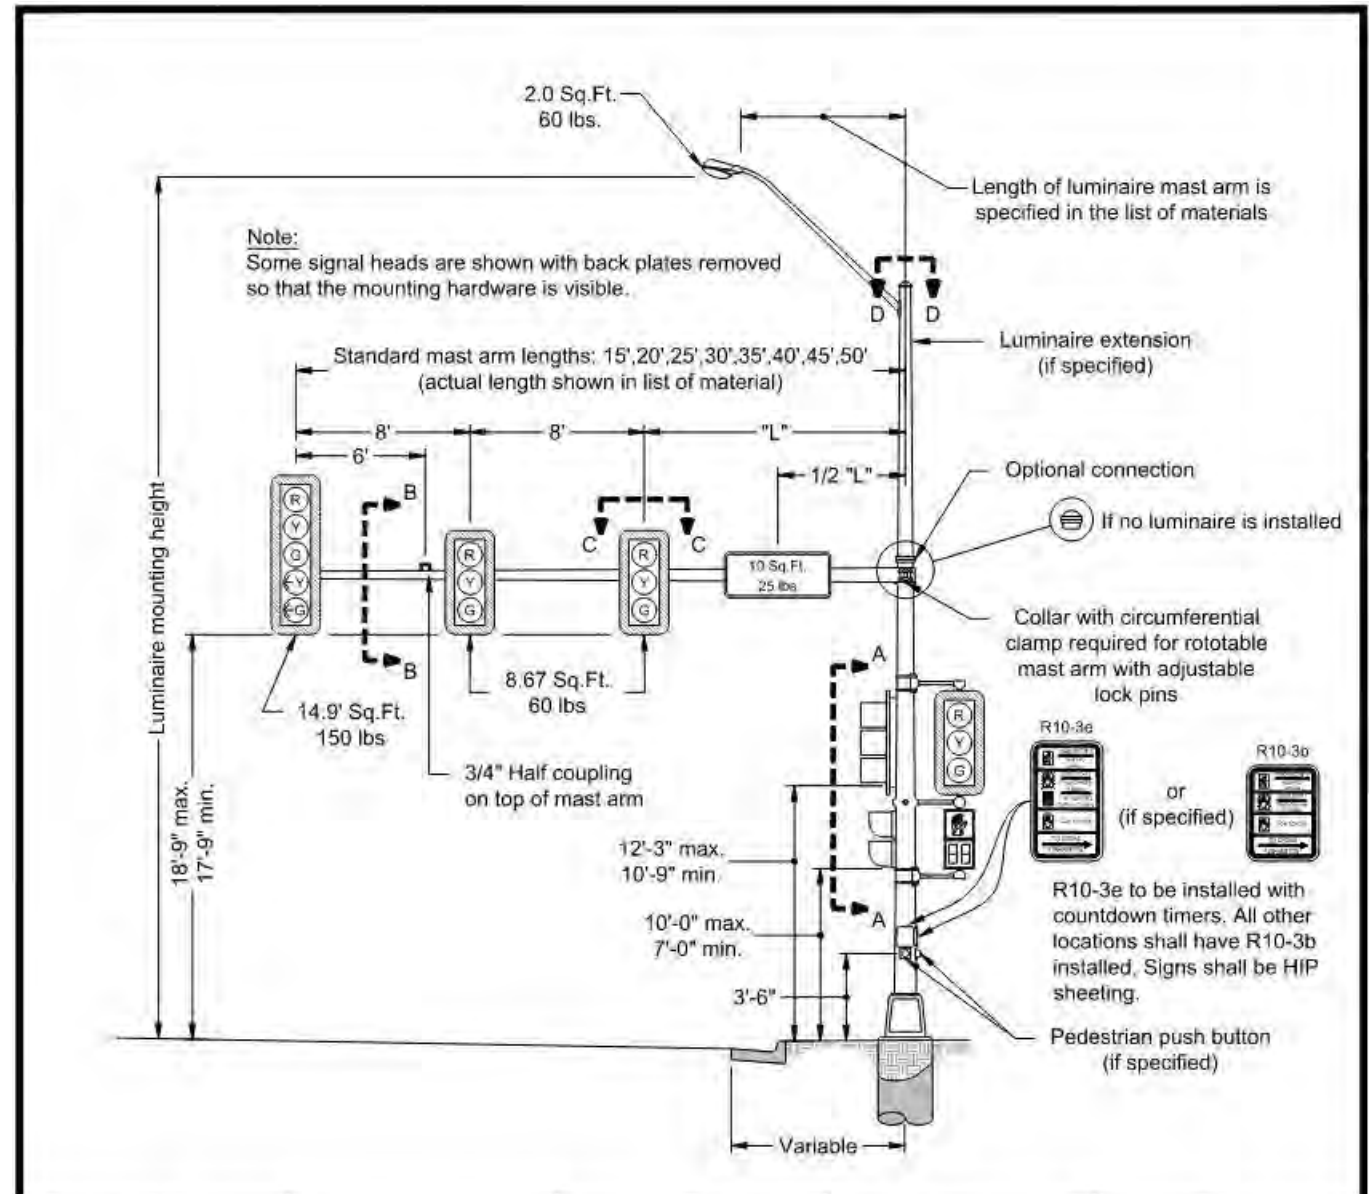 2.0 Sq.Ft.
60 lbs.
Length of luminaire mast arm is
specified in the list of materials
Note:
Some signal heads are shown with back plates removed
so that the mounting hardware is visible.
D
D
Luminaire extension
(if specified)
Standard mast arm lengths: 15',20',25',30',35',40',45',50'
(actual length shown in list of material)
8'
8'
"L"
6'
1/2 "L"
Optional connection
If no luminaire is installed
Luminaire mounting height
B
C
C
R
Y
G
Y
G
R
Y
G
R
Y
G
10 Sq.Ft.
25 lbs
Collar with circumferential
clamp required for rototable
mast arm with adjustable
lock pins
B
A
14.9' Sq.Ft.
150 lbs
8.67 Sq.Ft.
60 lbs
3/4" Half coupling
on top of mast arm
R
Y
G
R10-3e
R10-3b
or
(if specified)
18'-9" max.
17'-9" min.
12'-3" max.
10'-9" min.
10'-0" max.
7'-0" min.
A
3'-6"
R10-3e to be installed with
countdown timers. All other
locations shall have R10-3b
installed. Signs shall be HIP
sheeting.
Pedestrian push button
(if specified)
Variable